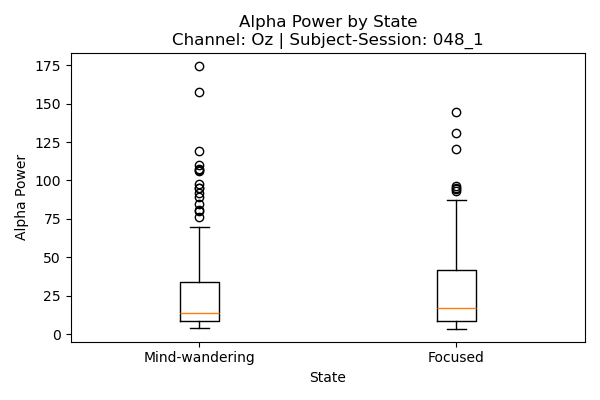 Alpha Power by State
Channel: Oz | Subject-Session: 048_1
175
150
125
100
75
50
25
0
Alpha Power
Mind-wandering
Focused
State